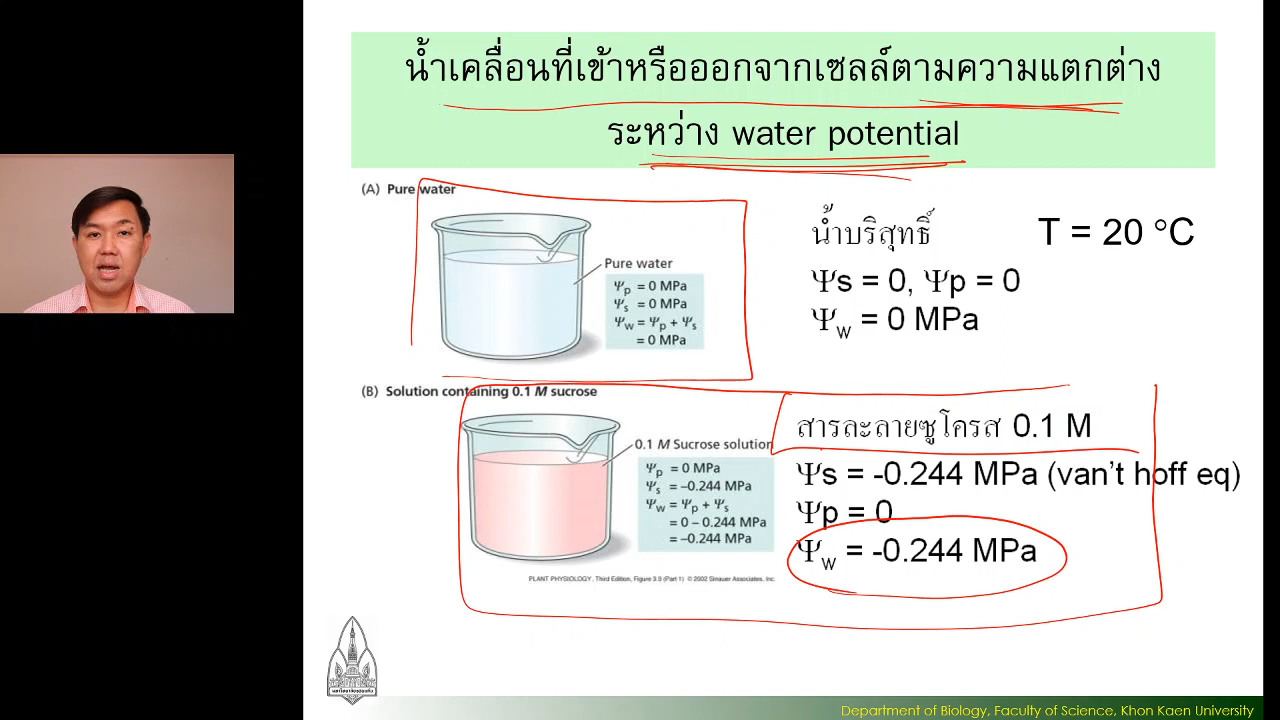 น้ำเคลื่อนที่เข้าหรือออกจากเซลล์ตามความแตกต่าง
ระหว่าง water potential
(A) Pure water
Pure water
Ψp = 0 MPa
Ψs = 0 MPa
Ψw = Ψp + Ψs
= 0 MPa
น้ำบริสุทธิ์
T = 20 °C
Ψs = 0, Ψp = 0
Ψw = 0 MPa
(B) Solution containing 0.1 M sucrose
0.1 M Sucrose solution
Ψp = 0 MPa
Ψs = –0.244 MPa
Ψw = Ψp + Ψs
= 0 – 0.244 MPa
= –0.244 MPa
สารละลายซูโครส 0.1 M
Ψs = -0.244 MPa (van't hoff eq)
Ψp = 0
Ψw = -0.244 MPa
PLANT PHYSIOLOGY, Third Edition, Figure 3.9 (Part 1) © 2002 Sinauer Associates, Inc.
Department of Biology, Faculty of Science, Khon Kaen University